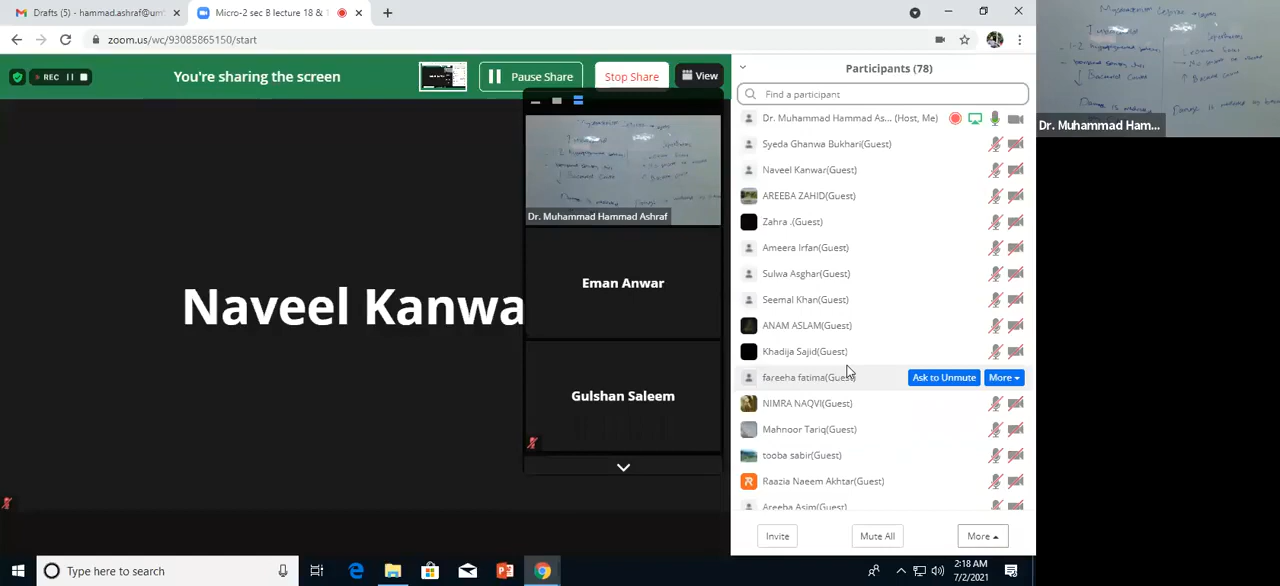 Drafts (5) - hammad.ashraf@um
Micro-2 sec B lecture 18 &
zoom.us/wc/93085865150/start
REC
You're sharing the screen
Pause Share
Stop Share
View
Participants (78)
Find a participant
Dr. Muhammad Hammad As... (Host, Me)
Syeda Ghanwa Bukhari(Guest)
Naveel Kanwar(Guest)
AREEBA ZAHID(Guest)
Zahra .(Guest)
Ameera Irfan(Guest)
Sulwa Asghar(Guest)
Seemal Khan(Guest)
ANAM ASLAM(Guest)
Khadija Sajid(Guest)
fareeha fatima(Guest)
Ask to Unmute
More
NIMRA NAQVI(Guest)
Mahnoor Tariq(Guest)
tooba sabir(Guest)
Raazia Naeem Akhtar(Guest)
Areeba Asim(Guest)
Invite
Mute All
More
Naveel Kanwa
Dr. Muhammad Hammad Ashraf
Eman Anwar
Gulshan Saleem
Dr. Muhammad Ham...
Type here to search
2:18 AM
7/2/2021